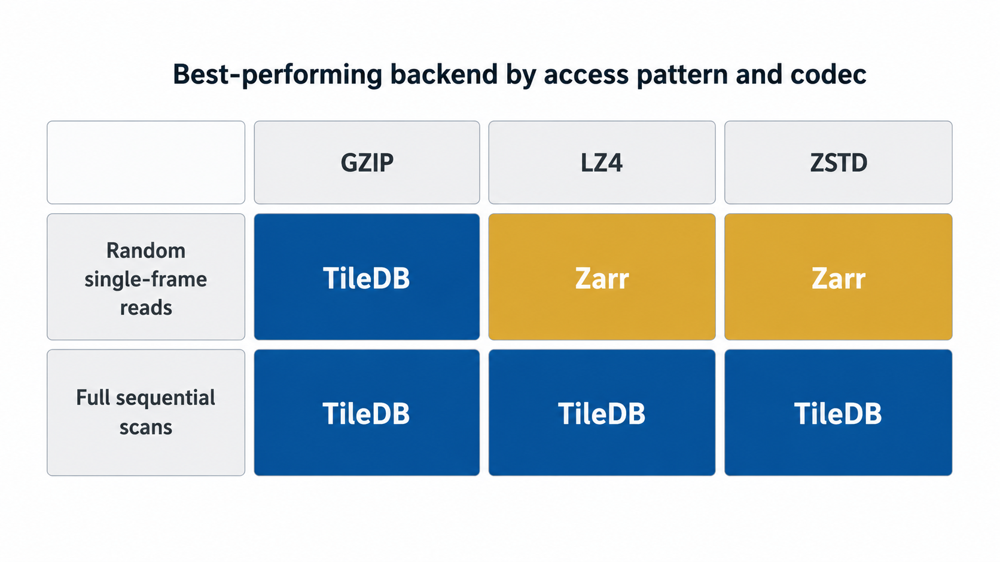 Best-performing backend by access pattern and codec
GZIP
LZ4
ZSTD
Random
single-frame
reads
TileDB
Zarr
Zarr
Full sequential
scans
TileDB
TileDB
TileDB